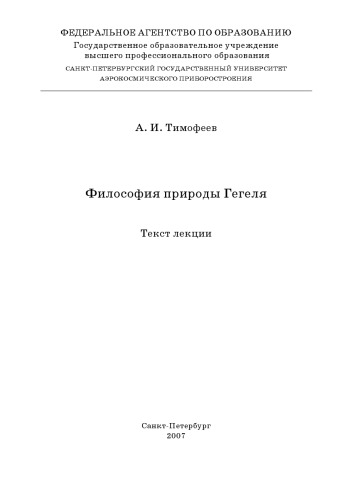 ФЕДЕРАЛЬНОЕ АГЕНТСТВО ПО ОБРАЗОВАНИЮ
Государственное образовательное учреждение
высшего профессионального образования
САНКТ-ПЕТЕРБУРГСКИЙ ГОСУДАРСТВЕННЫЙ УНИВЕРСИТЕТ
АЭРОКОСМИЧЕСКОГО ПРИБОРОСТРОЕНИЯ
А. И. Тимофеев
Философия природы Гегеля
Текст лекции
Санкт-Петербург
2007